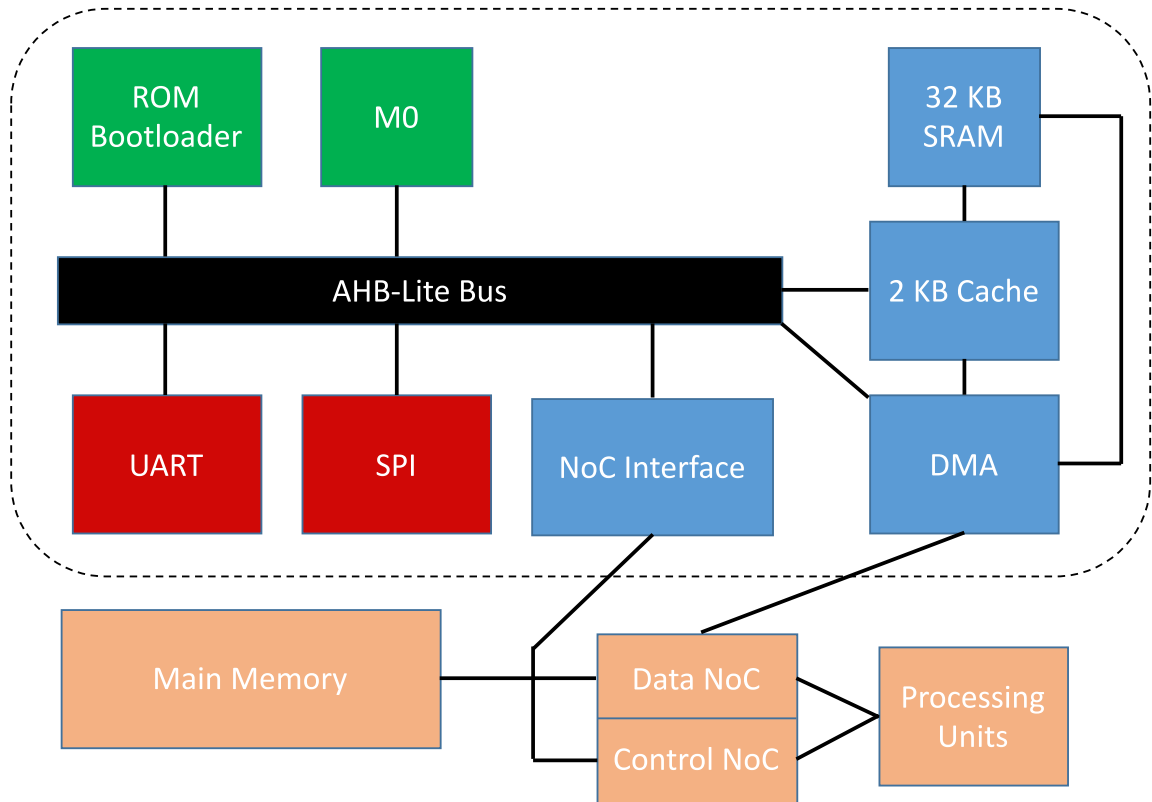 ROM
Bootloader
M0
32 KB
SRAM
AHB-Lite Bus
2 KB Cache
UART
SPI
NoC Interface
DMA
Main Memory
Data NoC
Control NoC
Processing
Units